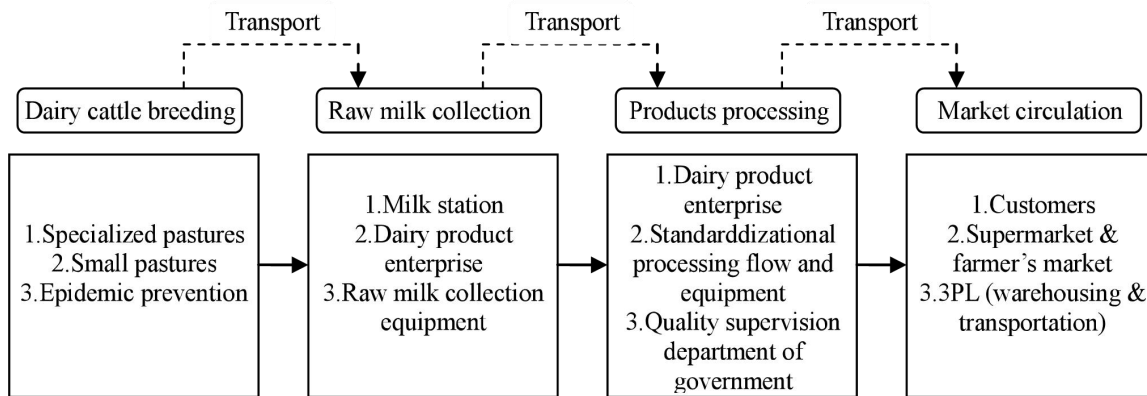 Transport
Transport
Transport
Dairy cattle breeding
Raw milk collection
Products processing
Market circulation
1.Specialized pastures
2.Small pastures
3.Epidemic prevention
1.Milk station
2.Dairy product
enterprise
3.Raw milk collection
equipment
1.Dairy product
enterprise
2.Standarddizational
processing flow and
equipment
3.Quality supervision
department of
government
1.Customers
2.Supermarket &
farmer’s market
3.3PL (warehousing &
transportation)